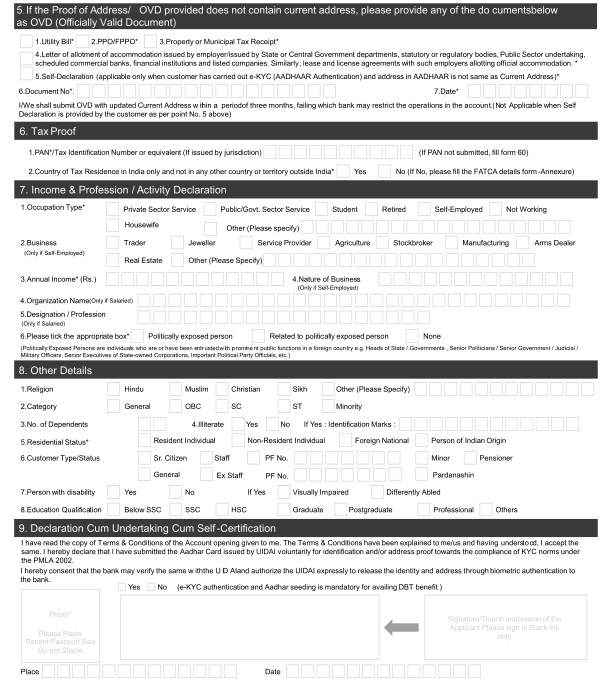 5. If the Proof of Address/ OVD provided does not contain current address, please provide any of the do cumentsbelow
as OVD (Officially Valid Document)
1.Utility Bill* 2.PPO/FPPO* 3.Property or Municipal Tax Receipt*
4.Letter of allotment of accommodation issued by employer/issued by State or Central Government departments, statutory or regulatory bodies, Public Sector undertaking,
scheduled commercial banks, financial institutions and listed companies. Similarly, lease and license agreements with such employers allotting official accommodation. *
5.Self-Declaration (applicable only when customer has carried out e-KYC (AADHAAR Authentication) and address in AADHAAR is not same as Current Address)*
6.Document No*. 7.Date*
I/We shall submit OVD with updated Current Address w ithin a periodof three months, failing which bank may restrict the operations in the account.( Not Applicable when Self
Declaration is provided by the customer as per point No. 5 above)
6. Tax Proof
1.PAN*/Tax Identification Number or equivalent (If issued by jurisdiction) (If PAN not submitted, fill form 60)
2.Country of Tax Residence in India only and not in any other country or territory outside India* Yes No (If No, please fill the FATCA details form -Annexure)
7. Income & Profession / Activity Declaration
1.Occupation Type* Private Sector Service Public/Govt. Sector Service Student Retired Self-Employed Not Working
Housewife Other (Please Specify)
2.Business Trader Jeweller Service Provider Agriculture Stockbroker Manufacturing Arms Dealer
(Only if Self-Employed)
Real Estate Other (Please Specify)
3.Annual Income* (Rs.) 4.Nature of Business
(Only if Self-Employed)
4.Organization Name(Only if Salaried)
5.Designation / Profession
(Only if Salaried)
6.Please tick the appropriate box* Politically exposed person Related to politically exposed person None
(Politically Exposed Persons are individuals who are or have been entrusted with prominent public functions in a foreign country e.g. Heads of State / Governments , Senior Politicians / Senior Government / Judicial /
Military Officers, Senior Executives of State-owned Corporations, Important Political Party Officials, etc.)
8. Other Details
1.Religion Hindu Muslim Christian Sikh Other (Please Specify)
2.Category General OBC SC ST Minority
3.No. of Dependents 4.Illiterate Yes No If Yes : Identification Marks :
5.Residential Status* Resident Individual Non-Resident Individual Foreign National Person of Indian Origin
6.Customer Type/Status Sr. Citizen Staff PF No. Minor Pensioner
General Ex Staff PF No. Pardanashin
7.Person with disability Yes No If Yes Visually Impaired Differently Abled
8.Education Qualification Below SSC SSC HSC Graduate Postgraduate Professional Others
9. Declaration Cum Undertaking Cum Self-Certification
I have read the copy of Terms & Conditions of the Account opening given to me. The Terms & Conditions have been explained to me/us and having understood, I accept the
same. I hereby declare that I have submitted the Aadhar Card issued by UIDAI voluntarily for identification and/or address proof towards the compliance of KYC norms under
the PMLA 2002.
I hereby consent that the bank may verify the same w iththe U D AIand authorize the UIDAI expressly to release the identity and address through biometric authentication to
the bank.
Yes No (e-KYC authentication and Aadhar seeding is mandatory for availing DBT benefit )
Photo*
Please Paste
Recent Passport Size
Do not Staple
Signature/Thumb Impression of the
Applicant Please sign in Black Ink
only
Place Date